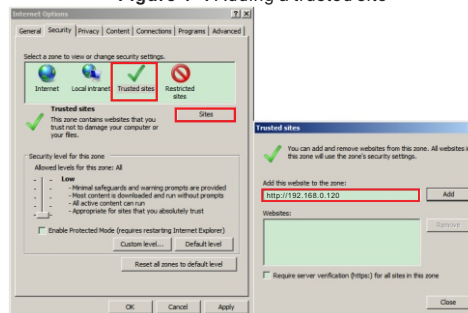 Figure 1-1 Adding a trusted site
Internet Options
General Security Privacy Content Connections Programs Advanced
Select a zone to view or change security settings.
Internet Local intranet Trusted sites Restricted sites
Trusted sites
This zone contains websites that you trust not to damage your computer or your files.
Sites
Security level for this zone
Allowed levels for this zone: All
Low
- Minimal safeguards and warning prompts are provided
- Most content is downloaded and run without prompts
- All active content can run
- Appropriate for sites that you absolutely trust
Enable Protected Mode (requires restarting Internet Explorer)
Custom level... Default level
Reset all zones to default level
OK Cancel Apply
Trusted sites
You can add and remove websites from this zone. All websites in
this zone will use the zone's security settings.
Add this website to the zone:
http://192.168.0.120 Add
Websites:
Remove
Require server verification (https:) for all sites in this zone
Close